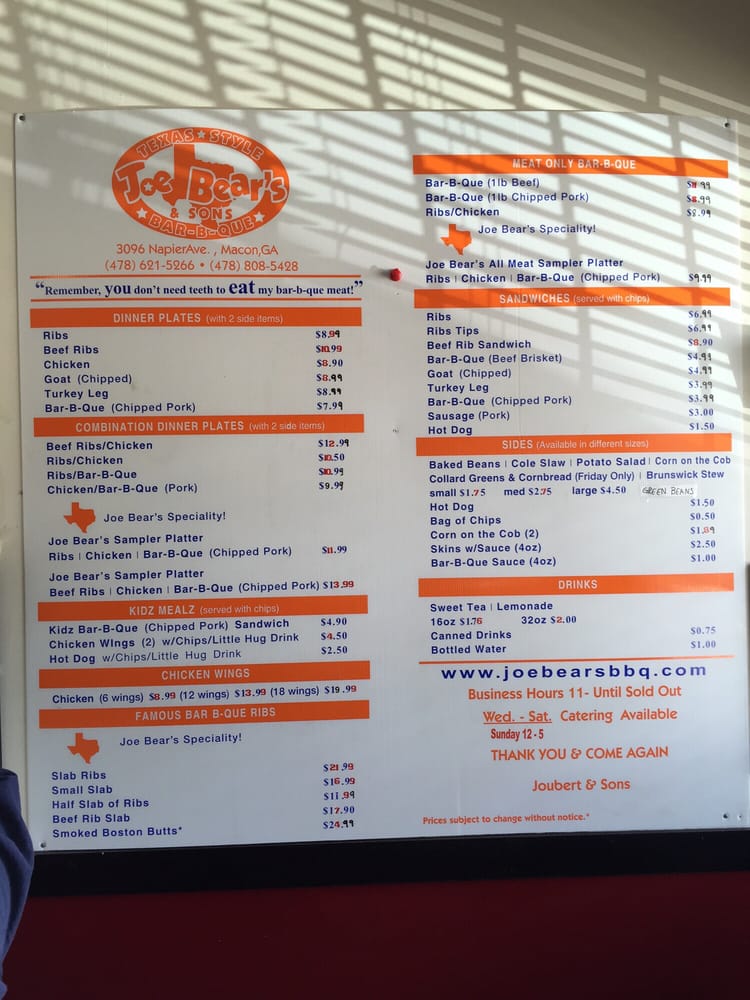 TEXAS ★ STYLE
Joe Bear's
& SONS
★ BAR-B-QUE ★
3096 NapierAve. , Macon,GA
(478) 621-5266 • (478) 808-5428
"Remember, you don't need teeth to eat my bar-b-que meat!"
DINNER PLATES (with 2 side items)
Ribs $8.99
Beef Ribs $10.99
Chicken $8.90
Goat (Chipped) $8.99
Turkey Leg $8.99
Bar-B-Que (Chipped Pork) $7.99
COMBINATION DINNER PLATES (with 2 side items)
Beef Ribs/Chicken $12.99
Ribs/Chicken $10.50
Ribs/Bar-B-Que $10.99
Chicken/Bar-B-Que (Pork) $9.99
Joe Bear's Speciality!
Joe Bear's Sampler Platter
Ribs | Chicken | Bar-B-Que (Chipped Pork) $11.99
Joe Bear's Sampler Platter
Beef Ribs | Chicken | Bar-B-Que (Chipped Pork) $13.99
KIDZ MEALZ (served with chips)
Kidz Bar-B-Que (Chipped Pork) Sandwich $4.90
Chicken WIngs (2) w/Chips/Little Hug Drink $4.50
Hot Dog w/Chips/Little Hug Drink $2.50
CHICKEN WINGS
Chicken (6 wings) $8.99 (12 wings) $13.99 (18 wings) $19.99
FAMOUS BAR B-QUE RIBS
Joe Bear's Speciality!
Slab Ribs $21.99
Small Slab $16.99
Half Slab of Ribs $11.99
Beef Rib Slab $17.90
Smoked Boston Butts* $24.99
MEAT ONLY BAR-B-QUE
Bar-B-Que (1lb Beef) $11.99
Bar-B-Que (1lb Chipped Pork) $8.99
Ribs/Chicken $8.99
Joe Bear's Speciality!
Joe Bear's All Meat Sampler Platter
Ribs | Chicken | Bar-B-Que (Chipped Pork) $9.99
SANDWICHES (served with chips)
Ribs $6.99
Ribs Tips $6.99
Beef Rib Sandwich $8.90
Bar-B-Que (Beef Brisket) $4.99
Goat (Chipped) $4.99
Turkey Leg $3.99
Bar-B-Que (Chipped Pork) $3.99
Sausage (Pork) $3.00
Hot Dog $1.50
SIDES (Available in different sizes)
Baked Beans | Cole Slaw | Potato Salad | Corn on the Cob
Collard Greens & Cornbread (Friday Only) | Brunswick Stew
small $1.75 med $2.75 large $4.50 GREEN BEANS
Hot Dog $1.50
Bag of Chips $0.50
Corn on the Cob (2) $1.89
Skins w/Sauce (4oz) $2.50
Bar-B-Que Sauce (4oz) $1.00
DRINKS
Sweet Tea | Lemonade
16oz $1.76 32oz $2.00
Canned Drinks $0.75
Bottled Water $1.00
www.joebearsbbq.com
Business Hours 11- Until Sold Out
Wed. - Sat. Catering Available
Sunday 12 - 5
THANK YOU & COME AGAIN
Joubert & Sons
Prices subject to change without notice.*